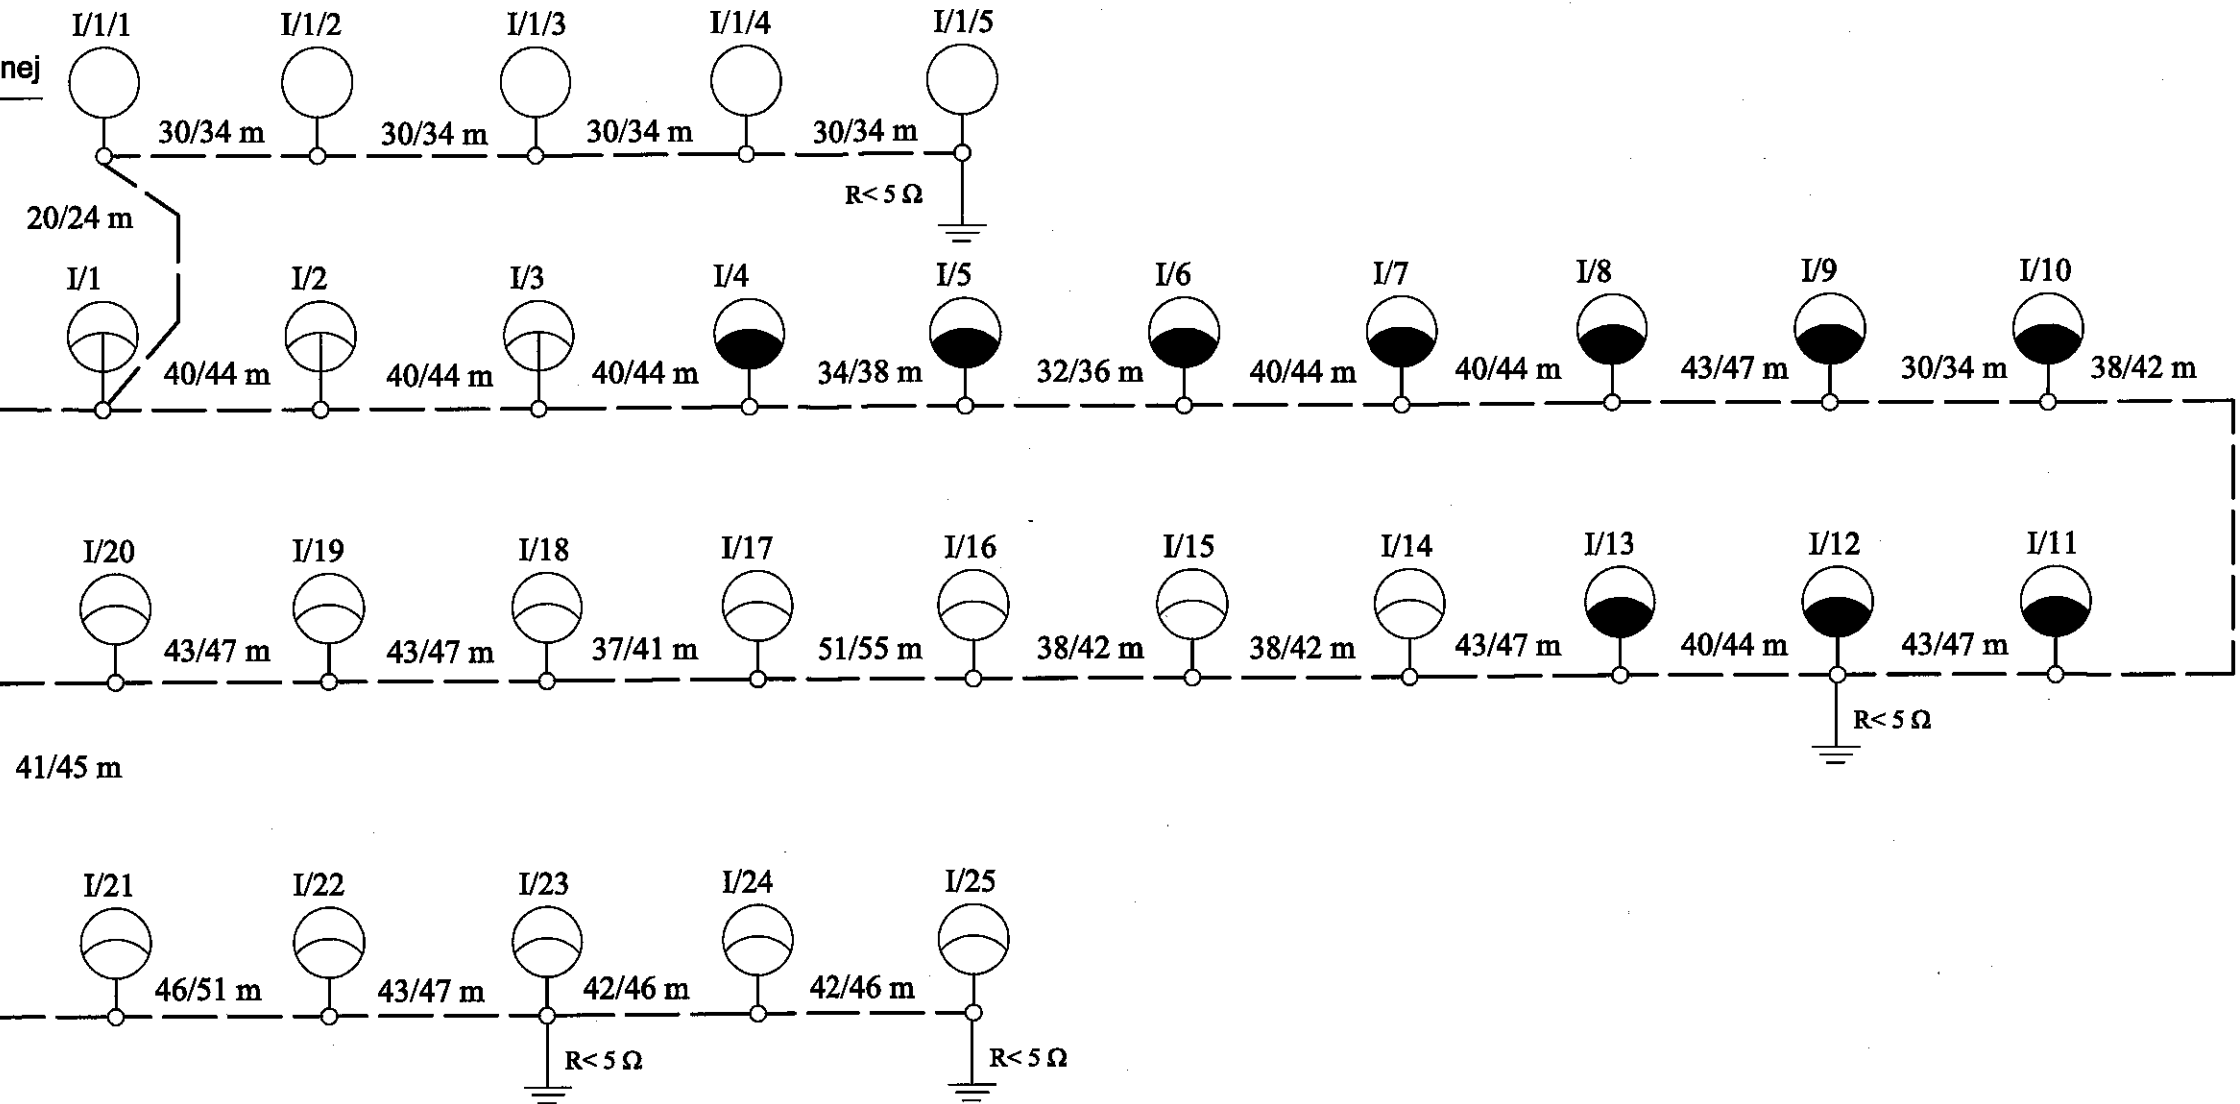 I/1/1 I/1/2 I/1/3 I/1/4 I/1/5
nej
30/34 m 30/34 m 30/34 m 30/34 m
R< 5 Ω
20/24 m
I/1 I/2 I/3 I/4 I/5 I/6 I/7 I/8 I/9 I/10
40/44 m 40/44 m 40/44 m 34/38 m 32/36 m 40/44 m 40/44 m 43/47 m 30/34 m 38/42 m
I/20 I/19 I/18 I/17 I/16 I/15 I/14 I/13 I/12 I/11
43/47 m 43/47 m 37/41 m 51/55 m 38/42 m 38/42 m 43/47 m 40/44 m 43/47 m
R< 5 Ω
41/45 m
I/21 I/22 I/23 I/24 I/25
46/51 m 43/47 m 42/46 m 42/46 m
R< 5 Ω R< 5 Ω